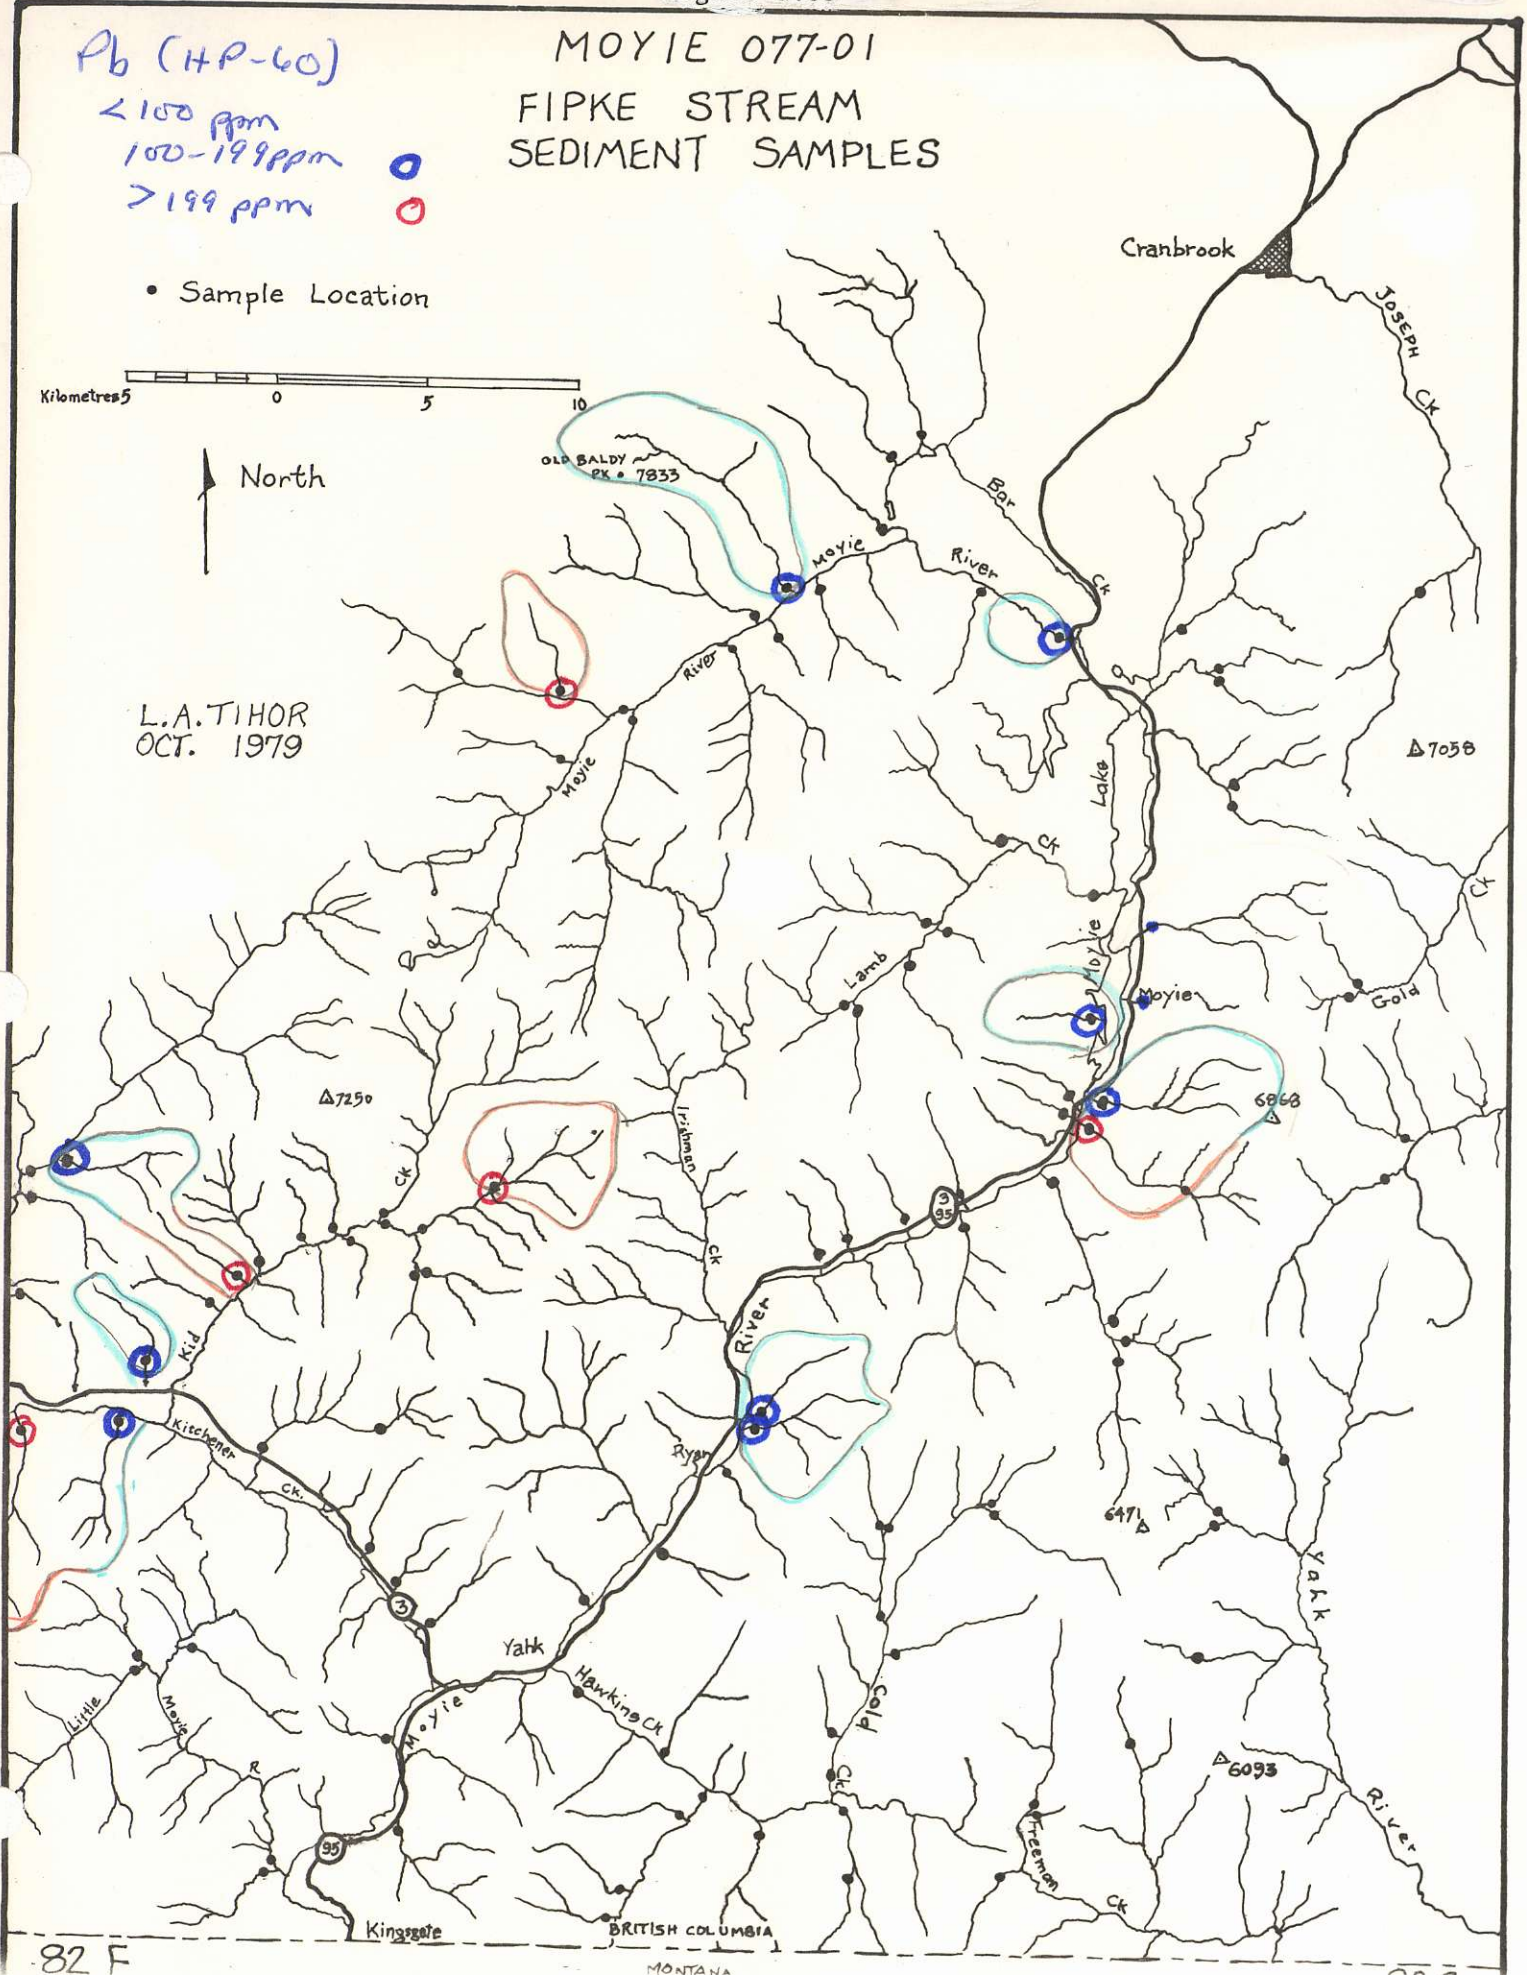 Pb (HP-60)
<100 ppm
100-199ppm
>199 ppm
MOYIE 077-01
FIPKE STREAM
SEDIMENT SAMPLES
• Sample Location
Kilometres 5 0 5 10
North
Cranbrook
JOSEPH
CK
OLD BALDY
PK • 7833
Bar
Ck
Moyie
River
River
Moyie
L.A. TIHOR
OCT. 1979
7058
Lake
Ck
Moyie
Ck
Lamb
Moyie
Gold
7250
6868
Irishman
Ck
Ck
3
95
Kid
River
Kitchener
Ck.
Ryan
6471
Yahk
3
Yahk
Hawkins Ck
Gold
Ck
Little
Moyie
R
Moyie
6093
River
Freeman
Ck
95
Kingsgate
BRITISH COLUMBIA
MONTANA
82 F